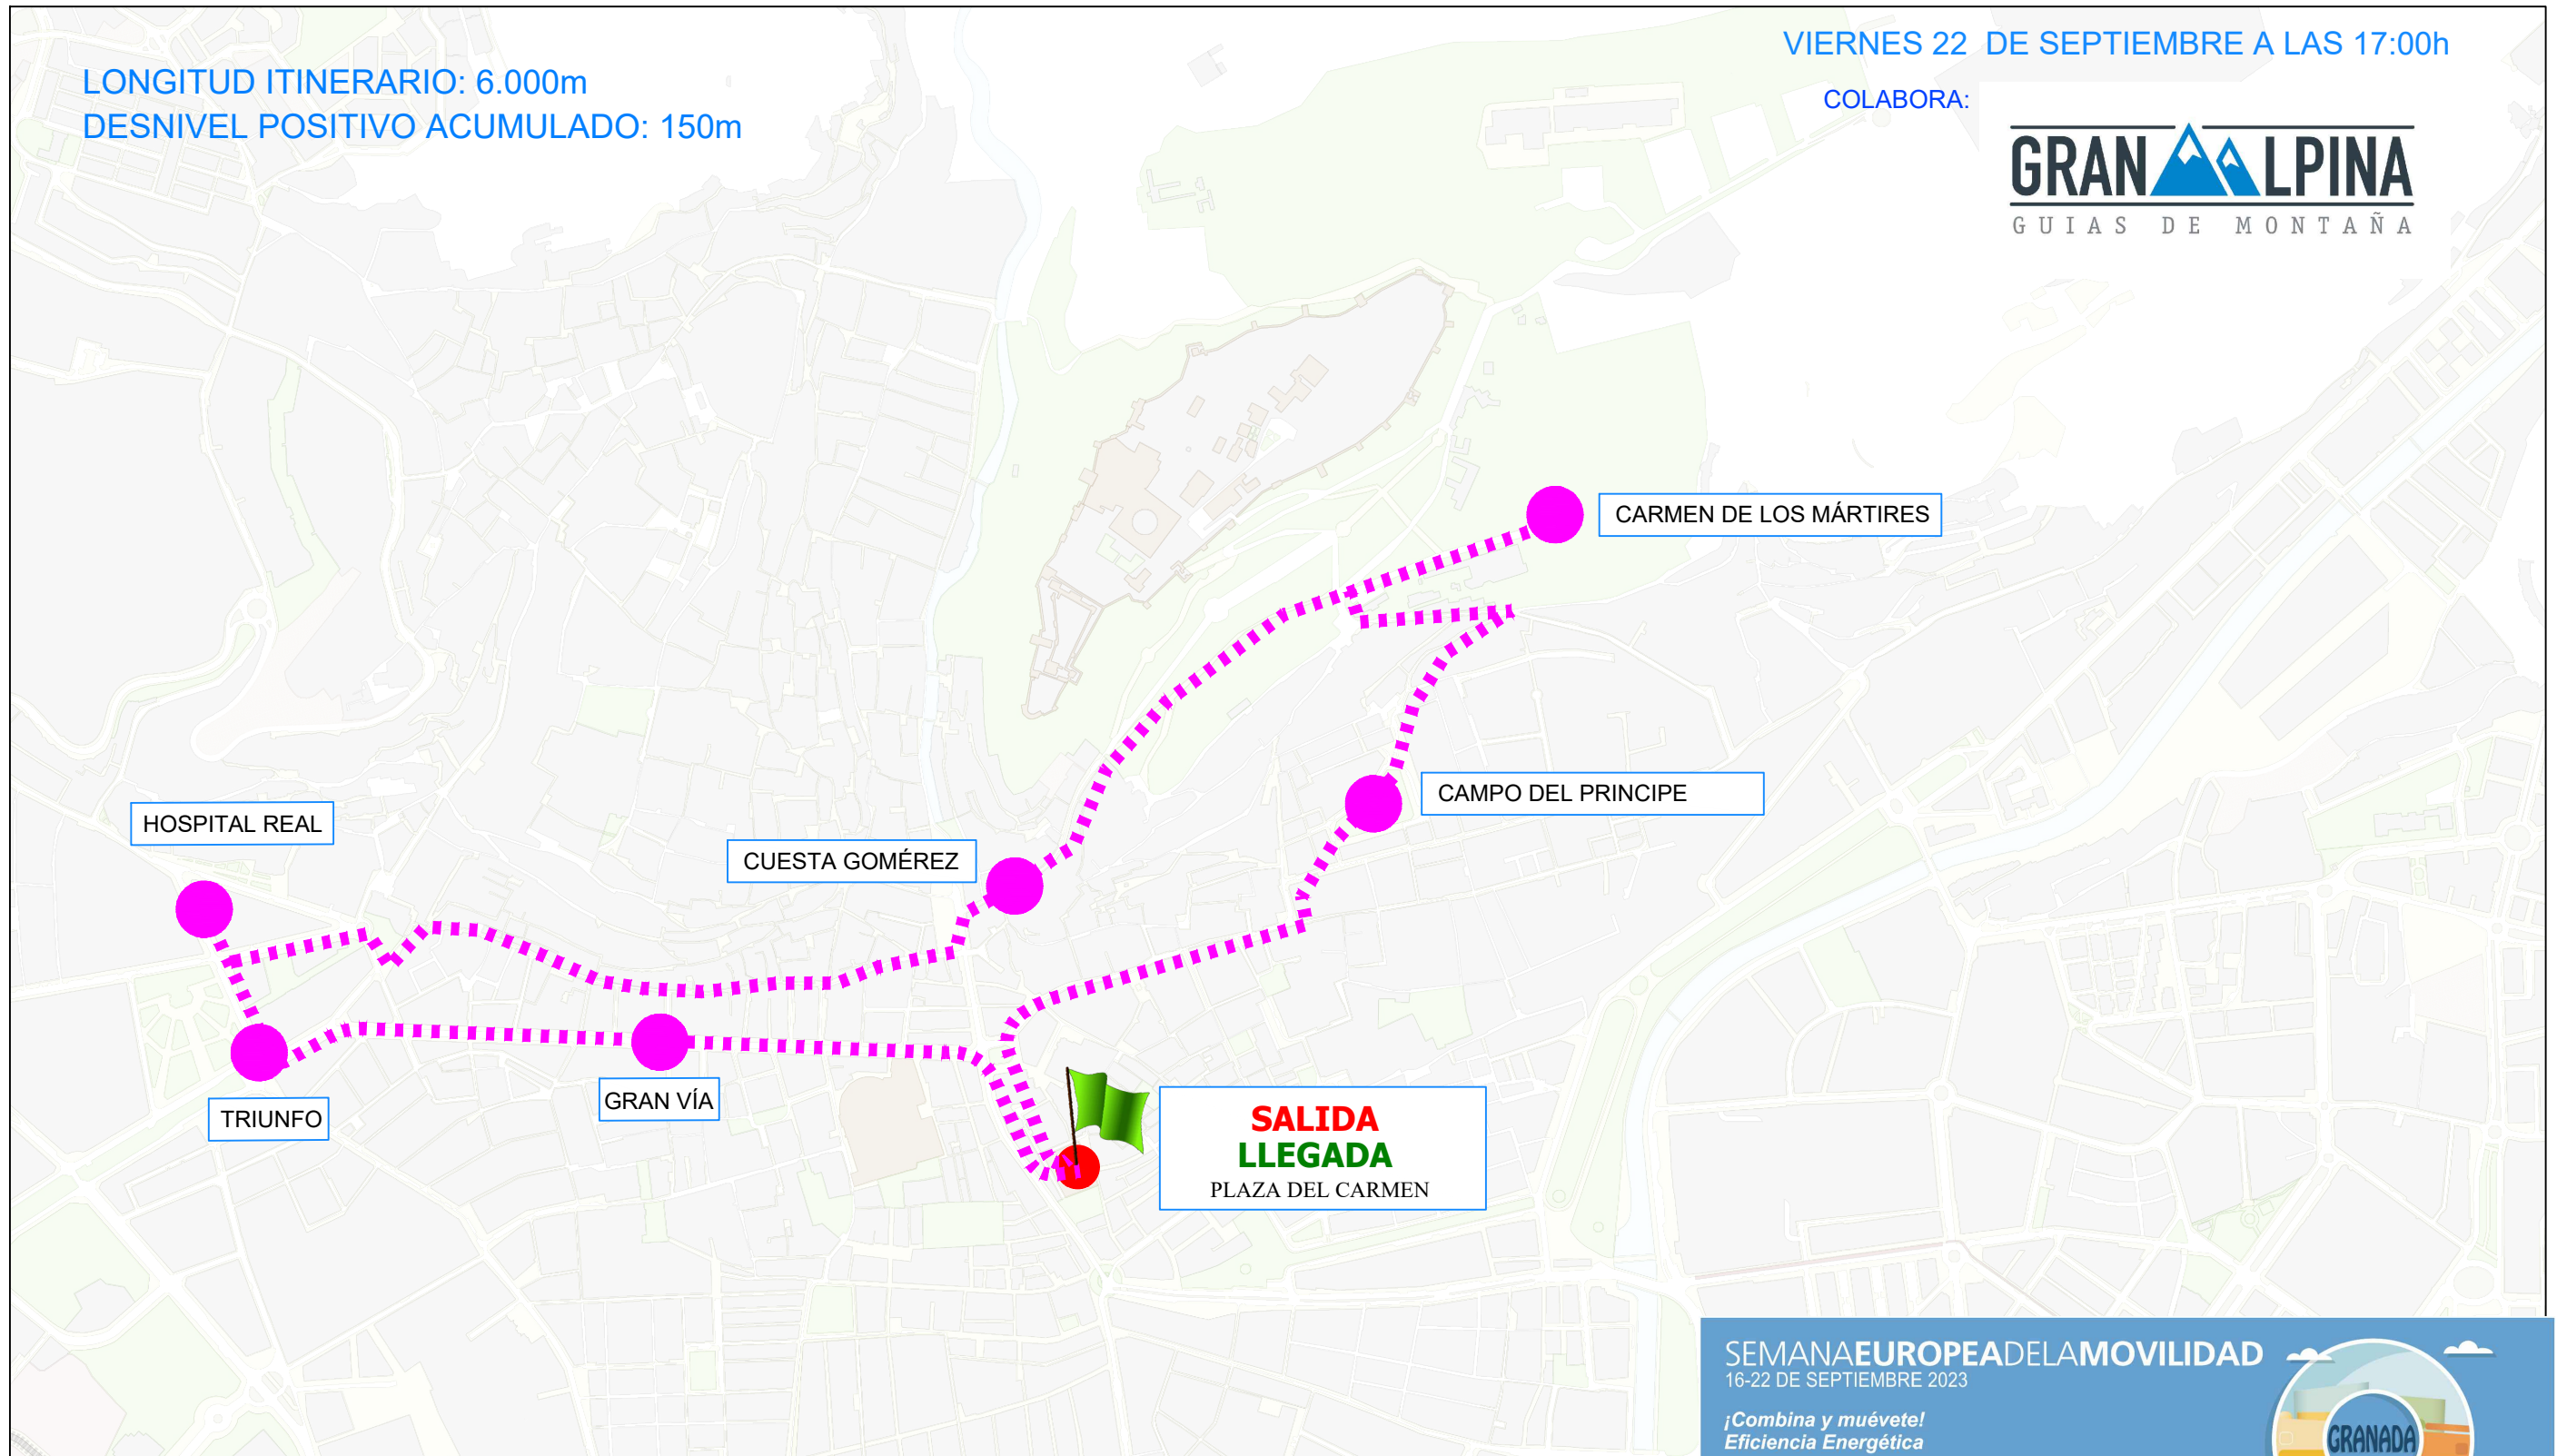 LONGITUD ITINERARIO: 6.000m
DESNIVEL POSITIVO ACUMULADO: 150m
VIERNES 22 DE SEPTIEMBRE A LAS 17:00h
COLABORA:
GRAN ALPINA
GUIAS DE MONTAÑA
CARMEN DE LOS MÁRTIRES
CAMPO DEL PRINCIPE
HOSPITAL REAL
CUESTA GOMÉREZ
TRIUNFO
GRAN VÍA
SALIDA
LLEGADA
PLAZA DEL CARMEN
SEMANAEUROPEADELAMOVILIDAD
16-22 DE SEPTIEMBRE 2023
¡Combina y muévete!
Eficiencia Energética
GRANADA